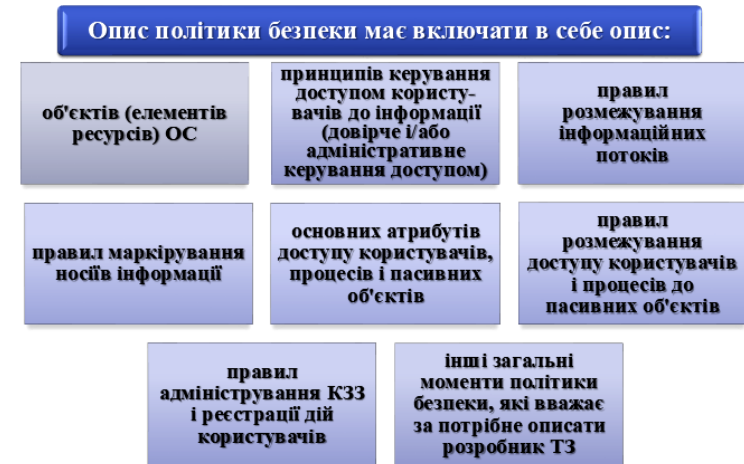 Опис політики безпеки має включати в себе опис:
об'єктів (елементів
ресурсів) ОС
принципів керування
доступом користу-
вачів до інформації
(довірче і/або
адміністративне
керування доступом)
правил
розмежування
інформаційних
потоків
правил маркірування
носіїв інформації
основних атрибутів
доступу користувачів,
процесів і пасивних
об'єктів
правил
розмежування
доступу користувачів
і процесів до
пасивних об'єктів
правил
адміністрування КЗЗ
і реєстрації дій
користувачів
інші загальні
моменти політики
безпеки, які вважає
за потрібне описати
розробник ТЗ